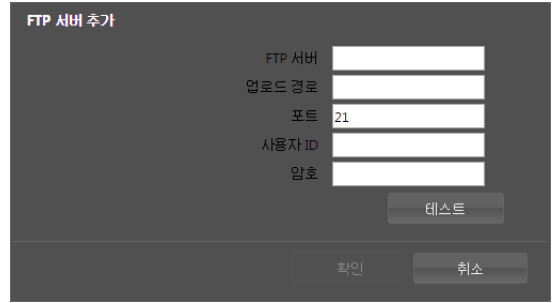 FTP 서버 추가
FTP 서버
업로드 경로
포트 21
사용자 ID
암호
테스트
확인 취소